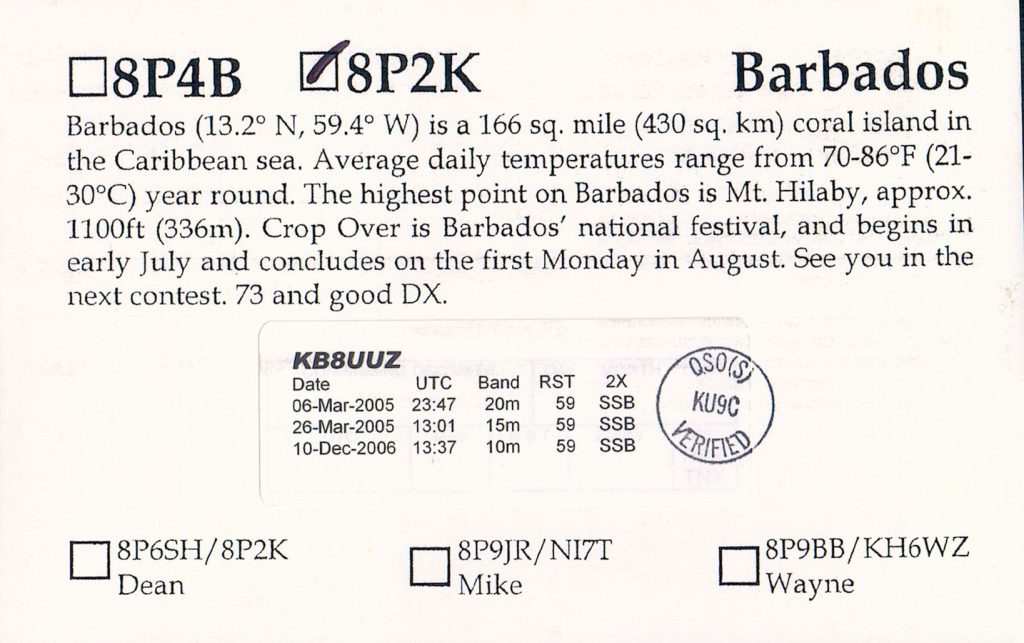 8P4B 8P2K Barbados
Barbados (13.2° N, 59.4° W) is a 166 sq. mile (430 sq. km) coral island in
the Caribbean sea. Average daily temperatures range from 70-86°F (21-
30°C) year round. The highest point on Barbados is Mt. Hilaby, approx.
1100ft (336m). Crop Over is Barbados' national festival, and begins in
early July and concludes on the first Monday in August. See you in the
next contest. 73 and good DX.
KB8UUZ
Date UTC Band RST 2X
06-Mar-2005 23:47 20m 59 SSB
26-Mar-2005 13:01 15m 59 SSB
10-Dec-2006 13:37 10m 59 SSB
QSO(S)
KU9C
VERIFIED
8P6SH/8P2K 8P9JR/NI7T 8P9BB/KH6WZ
Dean Mike Wayne